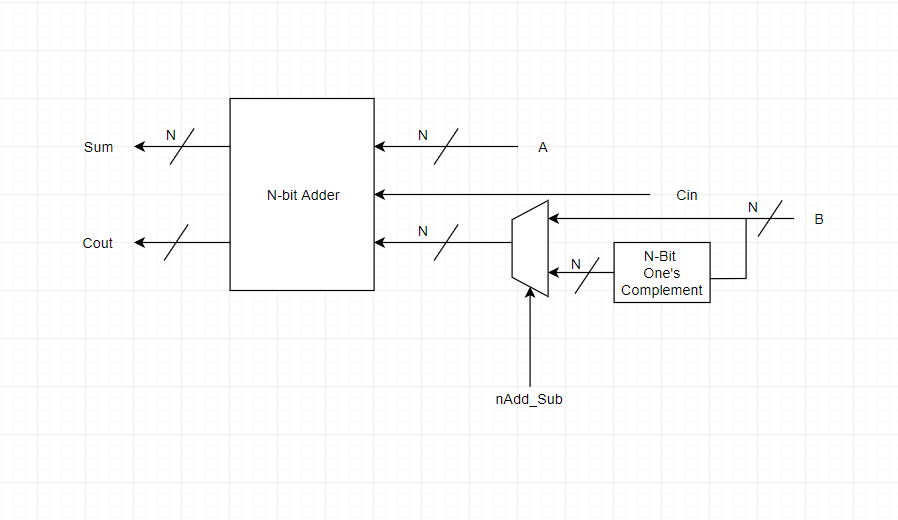 N
N
Sum
A
N-bit Adder
Cin
N
B
N
Cout
N-Bit
One's
Complement
N
nAdd_Sub